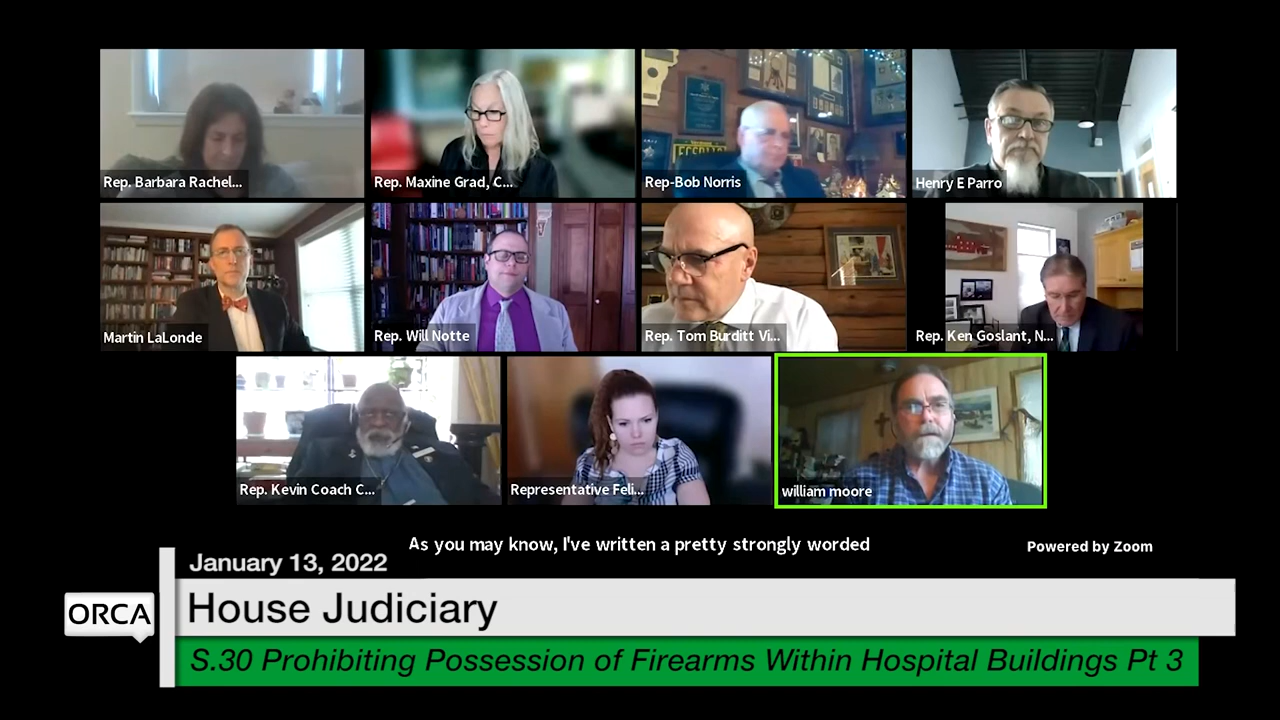 Rep. Barbara Rachel...
Rep. Maxine Grad, C...
Rep-Bob Norris
Henry E Parro
Martin LaLonde
Rep. Will Notte
Rep. Tom Burditt Vi...
Rep. Ken Goslant, N...
Rep. Kevin Coach C...
Representative Feli...
william moore
As you may know, I've written a pretty strongly worded
Powered by Zoom
January 13, 2022
ORCA
House Judiciary
S.30 Prohibiting Possession of Firearms Within Hospital Buildings Pt 3